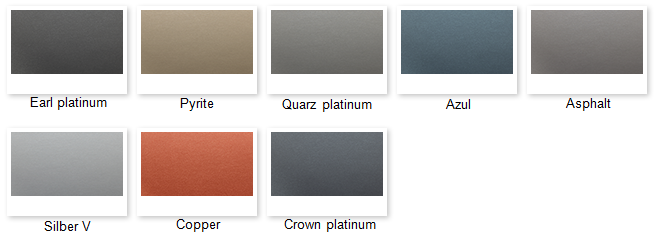 Earl platinum
Pyrite
Quarz platinum
Azul
Asphalt
Silber V
Copper
Crown platinum